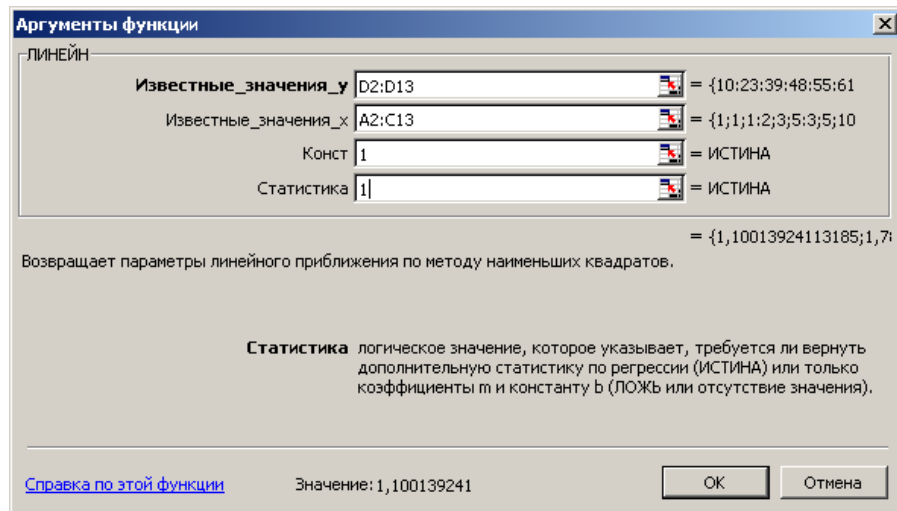 Аргументы функции
ЛИНЕЙН
Известные_значения_y D2:D13 = {10:23:39:48:55:61
Известные_значения_x A2:C13 = {1;1;1:2;3;5:3;5;10
Конст 1 = ИСТИНА
Статистика 1 = ИСТИНА
= {1,10013924113185;1,7
Возвращает параметры линейного приближения по методу наименьших квадратов.
Статистика логическое значение, которое указывает, требуется ли вернуть
дополнительную статистику по регрессии (ИСТИНА) или только
коэффициенты m и константу b (ЛОЖЬ или отсутствие значения).
Справка по этой функции Значение: 1,100139241 ОК Отмена